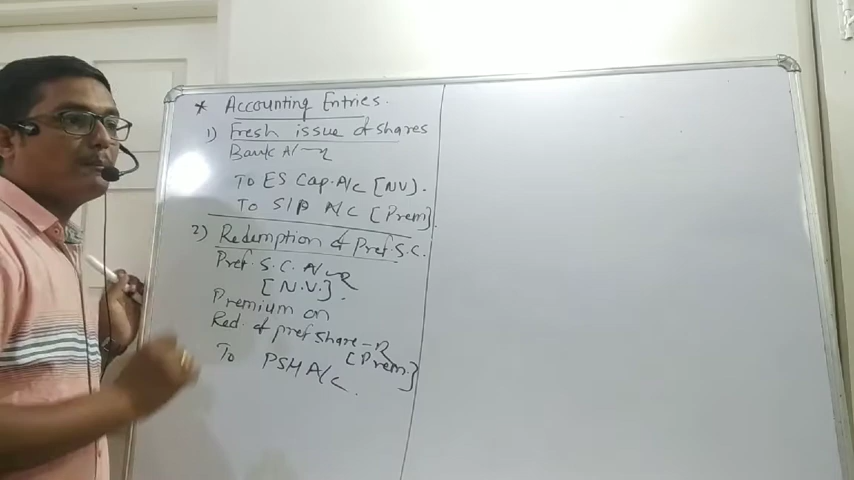 * Accounting Entries.
1) Fresh issue of shares
Bank A/c - Dr
To ES Cap. A/c [NV].
To S/P A/c [Prem]
2) Redemption of Pref S.C.
Pref. S.C. A/c - Dr
[N.V.].
Premium on
Red. of pref share - Dr
[Prem.]
To PSH A/c.